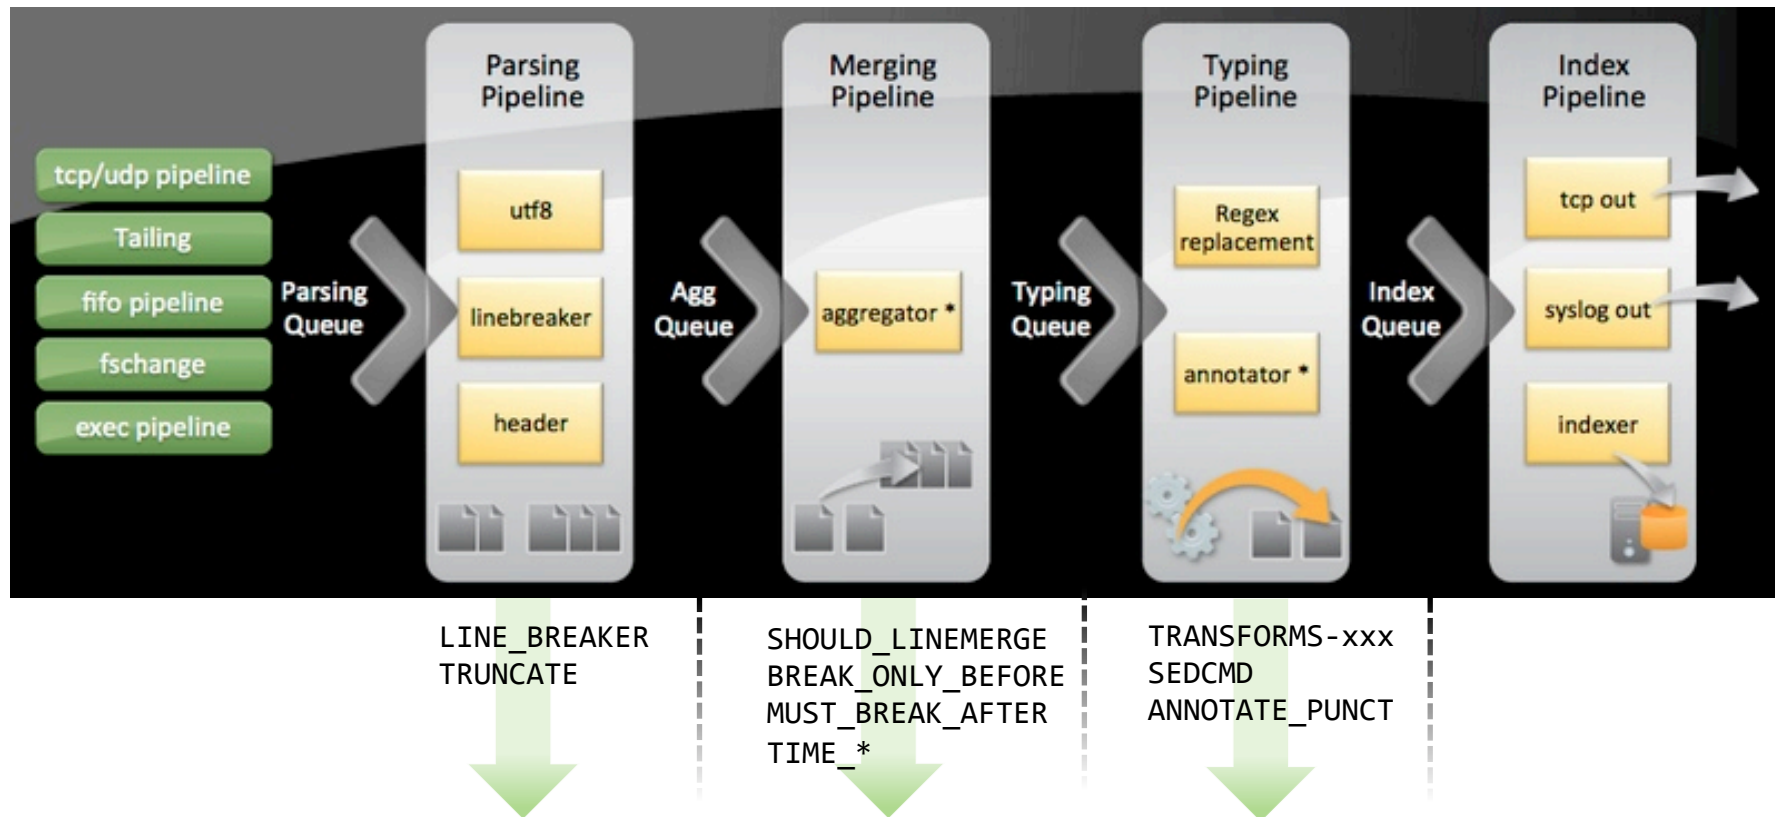 tcp/udp pipeline
Tailing
fifo pipeline
fschange
exec pipeline
Parsing
Queue
Parsing
Pipeline
utf8
linebreaker
header
Agg
Queue
Merging
Pipeline
aggregator *
Typing
Queue
Typing
Pipeline
Regex
replacement
annotator *
Index
Queue
Index
Pipeline
tcp out
syslog out
indexer
LINE_BREAKER
TRUNCATE
SHOULD_LINEMERGE
BREAK_ONLY_BEFORE
MUST_BREAK_AFTER
TIME_*
TRANSFORMS-xxx
SEDCMD
ANNOTATE_PUNCT